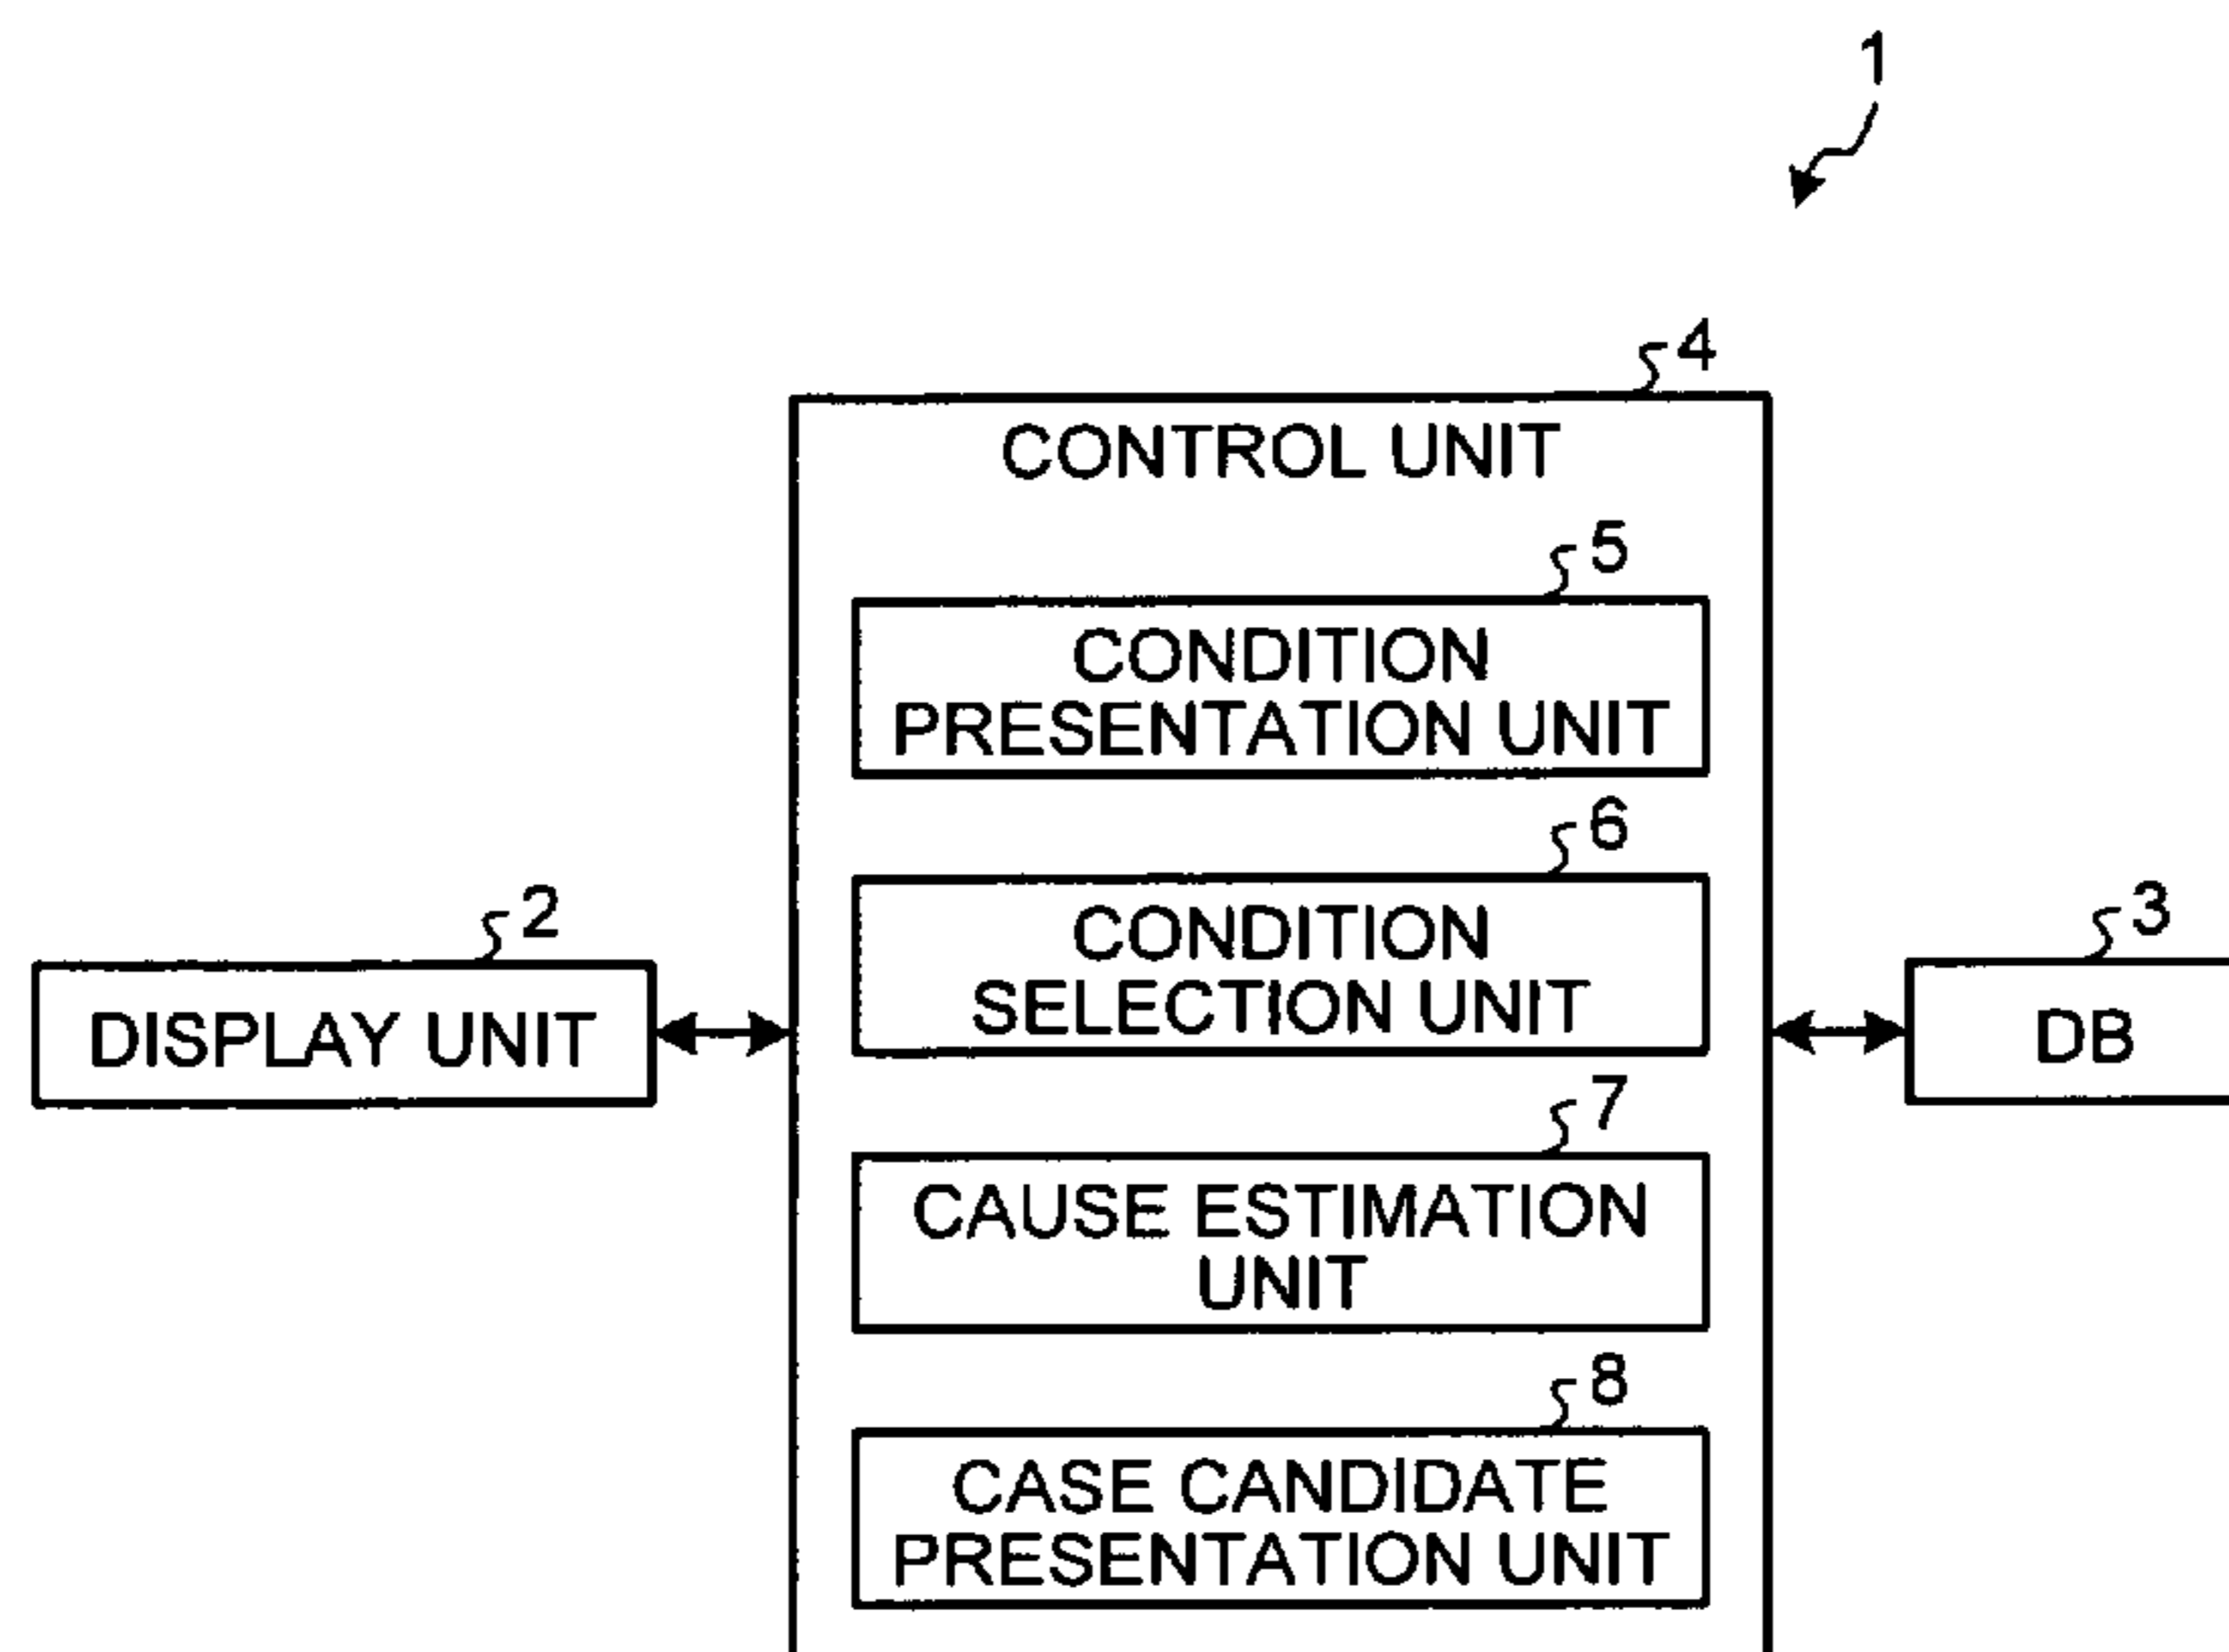 1
4
CONTROL UNIT
5
CONDITION
PRESENTATION UNIT
6
CONDITION
SELECTION UNIT
2
DISPLAY UNIT
3
DB
7
CAUSE ESTIMATION
UNIT
8
CASE CANDIDATE
PRESENTATION UNIT